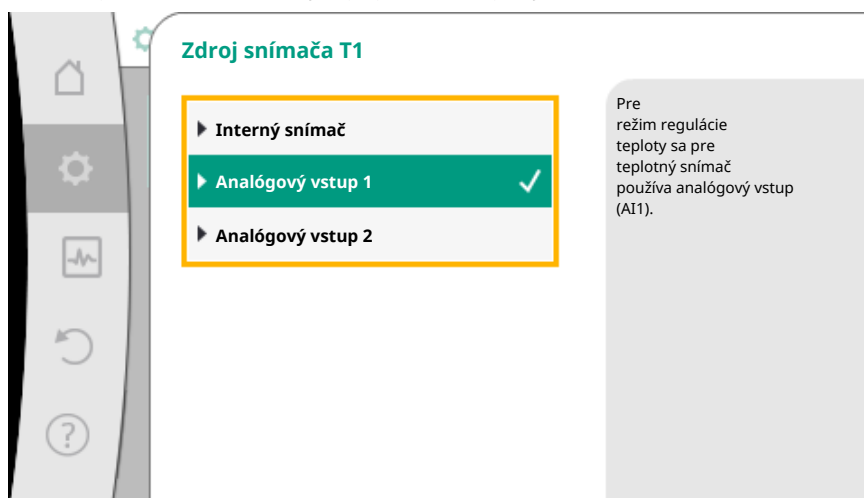 Zdroj snímača T1
Interný snímač
Analógový vstup 1
Analógový vstup 2
Pre
režim regulácie
teploty sa pre
teplotný snímač
používa analógový vstup
(AI1).
?